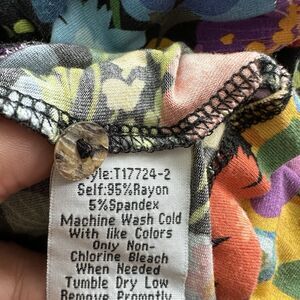 Style:T17724-2
Self:95%Rayon
5%Spandex
Machine Wash Cold
With like Colors
Only Non-
Chlorine Bleach
When Needed
Tumble Dry Low
Remove Promptly